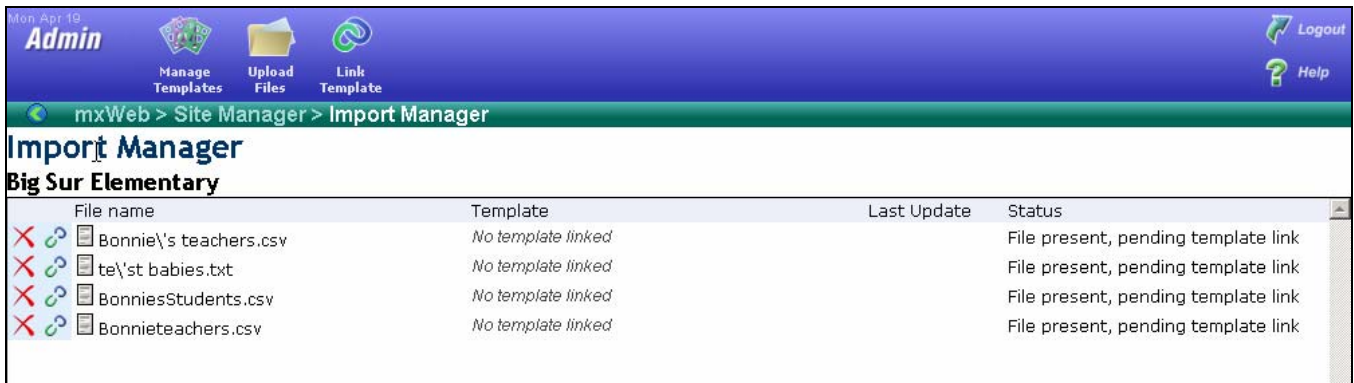 Mon Apr 19
Admin
Manage Templates
Upload Files
Link Template
Logout
Help
mxWeb > Site Manager > Import Manager
Import Manager
Big Sur Elementary
File name Template Last Update Status
Bonnie\'s teachers.csv No template linked File present, pending template link
te\'st babies.txt No template linked File present, pending template link
BonniesStudents.csv No template linked File present, pending template link
Bonnieteachers.csv No template linked File present, pending template link